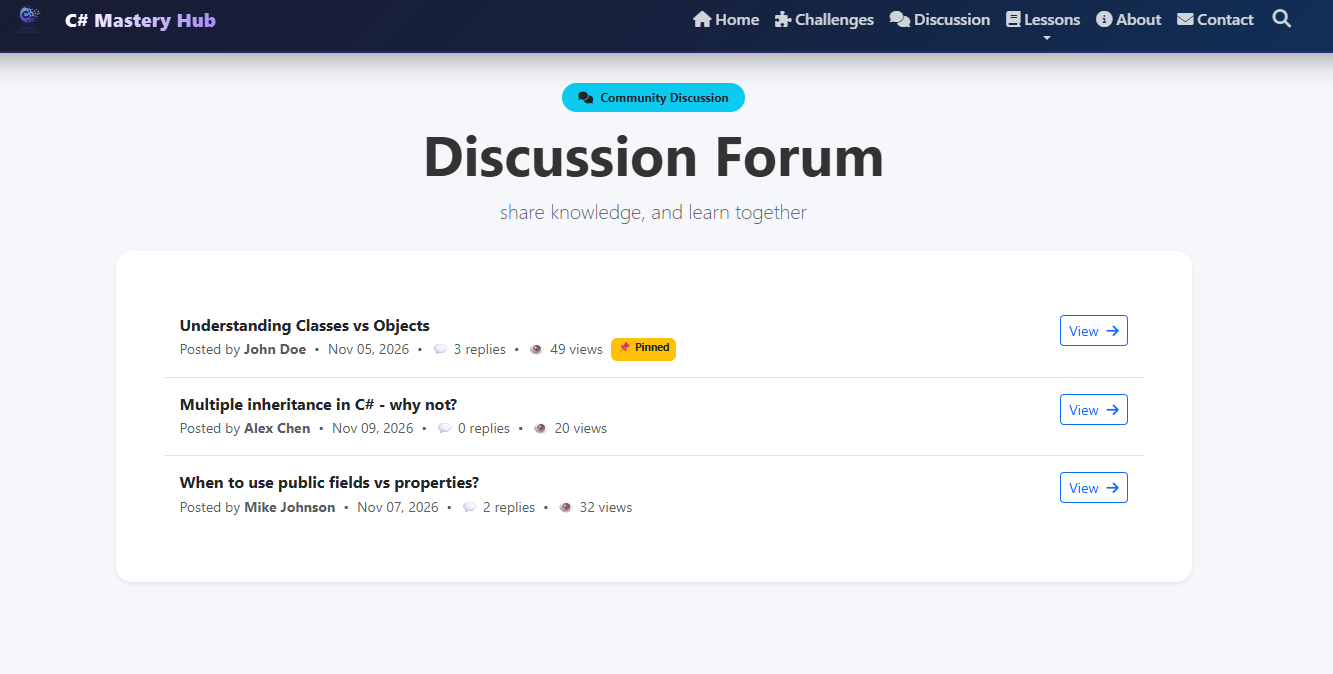 C# Mastery Hub
Home Challenges Discussion Lessons About Contact
Community Discussion
Discussion Forum
share knowledge, and learn together
Understanding Classes vs Objects
View
Posted by John Doe • Nov 05, 2026 • 3 replies • 49 views Pinned
Multiple inheritance in C# - why not?
View
Posted by Alex Chen • Nov 09, 2026 • 0 replies • 20 views
When to use public fields vs properties?
View
Posted by Mike Johnson • Nov 07, 2026 • 2 replies • 32 views